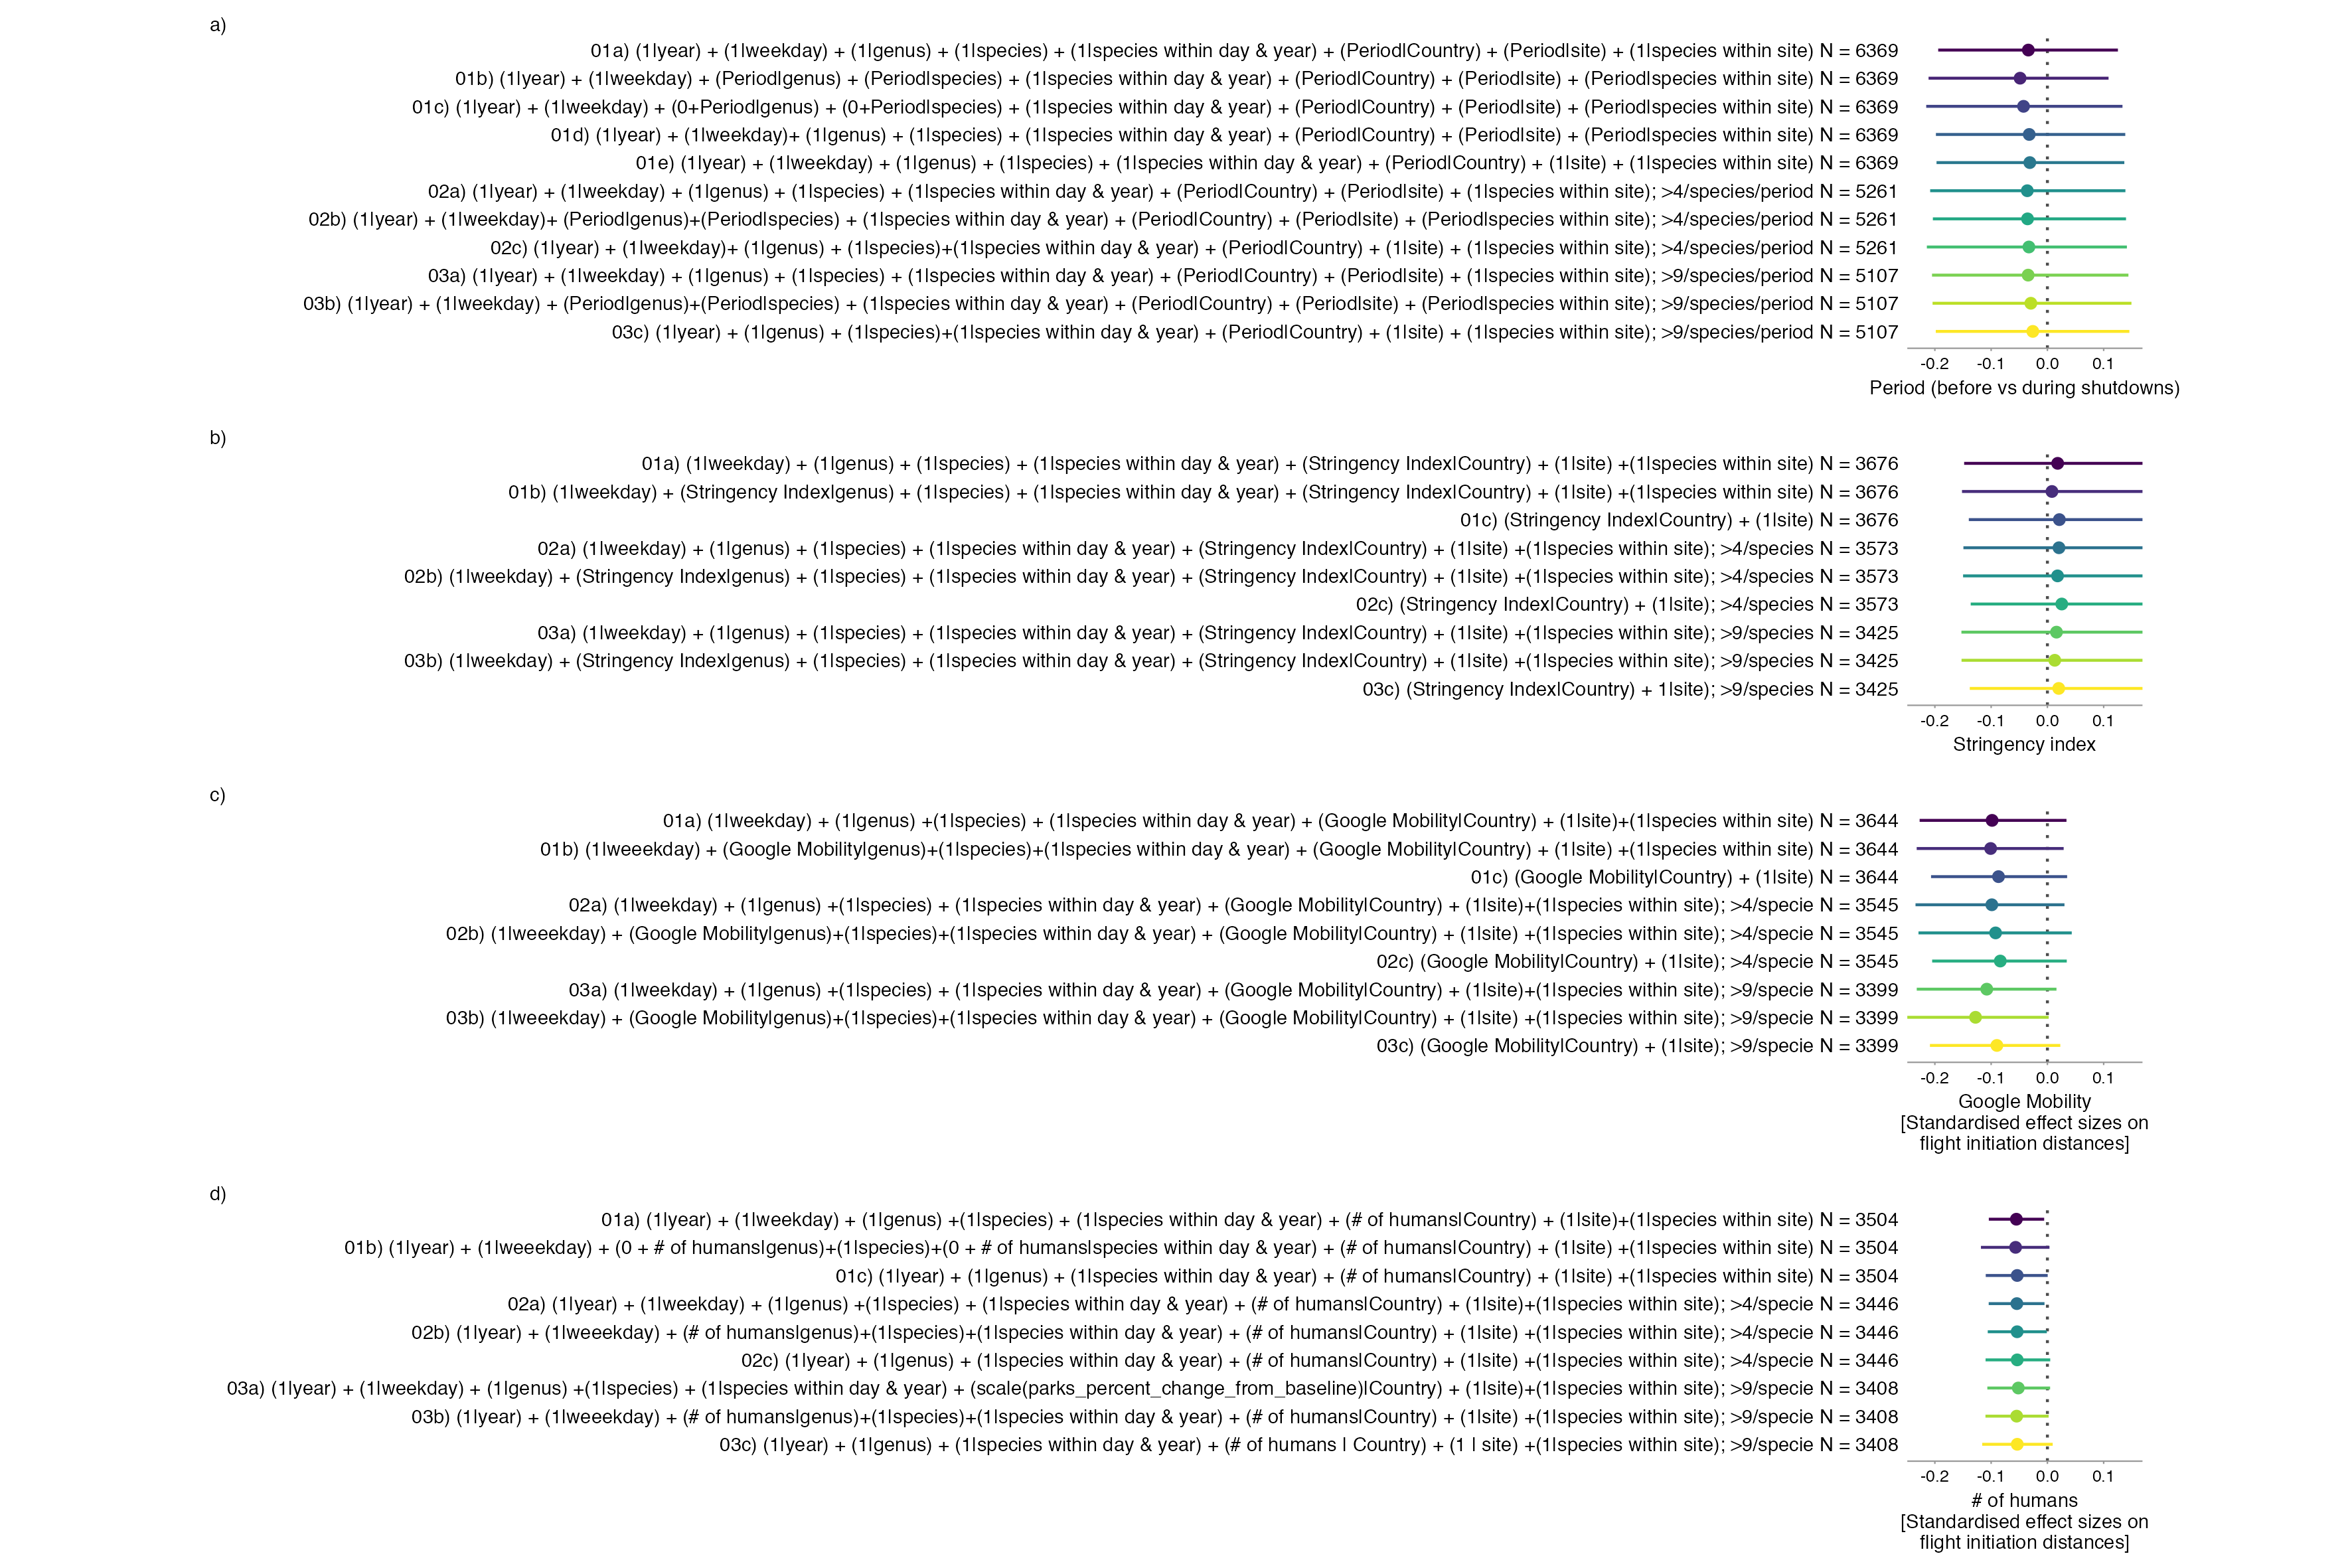 a)
01a) (1|year) + (1|weekday) + (1|genus) + (1|species) + (1|species within day & year) + (Period|Country) + (Period|site) + (1|species within site) N = 6369
01b) (1|year) + (1|weekday) + (Period|genus) + (Period|species) + (1|species within day & year) + (Period|Country) + (Period|site) + (Period|species within site) N = 6369
01c) (1|year) + (1|weekday) + (0+Period|genus) + (0+Period|species) + (1|species within day & year) + (Period|Country) + (Period|site) + (Period|species within site) N = 6369
01d) (1|year) + (1|weekday)+ (1|genus) + (1|species) + (1|species within day & year) + (Period|Country) + (Period|site) + (Period|species within site) N = 6369
01e) (1|year) + (1|weekday) + (1|genus) + (1|species) + (1|species within day & year) + (Period|Country) + (1|site) + (1|species within site) N = 6369
02a) (1|year) + (1|weekday) + (1|genus) + (1|species) + (1|species within day & year) + (Period|Country) + (Period|site) + (1|species within site); >4/species/period N = 5261
02b) (1|year) + (1|weekday)+ (Period|genus)+(Period|species) + (1|species within day & year) + (Period|Country) + (Period|site) + (Period|species within site); >4/species/period N = 5261
02c) (1|year) + (1|weekday)+ (1|genus) + (1|species)+(1|species within day & year) + (Period|Country) + (1|site) + (1|species within site); >4/species/period N = 5261
03a) (1|year) + (1|weekday) + (1|genus) + (1|species) + (1|species within day & year) + (Period|Country) + (Period|site) + (1|species within site); >9/species/period N = 5107
03b) (1|year) + (1|weekday) + (Period|genus)+(Period|species) + (1|species within day & year) + (Period|Country) + (Period|site) + (Period|species within site); >9/species/period N = 5107
03c) (1|year) + (1|genus) + (1|species)+(1|species within day & year) + (Period|Country) + (1|site) + (1|species within site); >9/species/period N = 5107
-0.2 -0.1 0.0 0.1
Period (before vs during shutdowns)
b)
01a) (1|weekday) + (1|genus) + (1|species) + (1|species within day & year) + (Stringency Index|Country) + (1|site) +(1|species within site) N = 3676
01b) (1|weekday) + (Stringency Index|genus) + (1|species) + (1|species within day & year) + (Stringency Index|Country) + (1|site) +(1|species within site) N = 3676
01c) (Stringency Index|Country) + (1|site) N = 3676
02a) (1|weekday) + (1|genus) + (1|species) + (1|species within day & year) + (Stringency Index|Country) + (1|site) +(1|species within site); >4/species N = 3573
02b) (1|weekday) + (Stringency Index|genus) + (1|species) + (1|species within day & year) + (Stringency Index|Country) + (1|site) +(1|species within site); >4/species N = 3573
02c) (Stringency Index|Country) + (1|site); >4/species N = 3573
03a) (1|weekday) + (1|genus) + (1|species) + (1|species within day & year) + (Stringency Index|Country) + (1|site) +(1|species within site); >9/species N = 3425
03b) (1|weekday) + (Stringency Index|genus) + (1|species) + (1|species within day & year) + (Stringency Index|Country) + (1|site) +(1|species within site); >9/species N = 3425
03c) (Stringency Index|Country) + 1|site); >9/species N = 3425
-0.2 -0.1 0.0 0.1
Stringency index
c)
01a) (1|weekday) + (1|genus) +(1|species) + (1|species within day & year) + (Google Mobility|Country) + (1|site)+(1|species within site) N = 3644
01b) (1|weeekday) + (Google Mobility|genus)+(1|species)+(1|species within day & year) + (Google Mobility|Country) + (1|site) +(1|species within site) N = 3644
01c) (Google Mobility|Country) + (1|site) N = 3644
02a) (1|weekday) + (1|genus) +(1|species) + (1|species within day & year) + (Google Mobility|Country) + (1|site)+(1|species within site); >4/specie N = 3545
02b) (1|weeekday) + (Google Mobility|genus)+(1|species)+(1|species within day & year) + (Google Mobility|Country) + (1|site) +(1|species within site); >4/specie N = 3545
02c) (Google Mobility|Country) + (1|site); >4/specie N = 3545
03a) (1|weekday) + (1|genus) +(1|species) + (1|species within day & year) + (Google Mobility|Country) + (1|site)+(1|species within site); >9/specie N = 3399
03b) (1|weeekday) + (Google Mobility|genus)+(1|species)+(1|species within day & year) + (Google Mobility|Country) + (1|site) +(1|species within site); >9/specie N = 3399
03c) (Google Mobility|Country) + (1|site); >9/specie N = 3399
-0.2 -0.1 0.0 0.1
Google Mobility
[Standardised effect sizes on
flight initiation distances]
d)
01a) (1|year) + (1|weekday) + (1|genus) +(1|species) + (1|species within day & year) + (# of humans|Country) + (1|site)+(1|species within site) N = 3504
01b) (1|year) + (1|weeekday) + (0 + # of humans|genus)+(1|species)+(0 + # of humans|species within day & year) + (# of humans|Country) + (1|site) +(1|species within site) N = 3504
01c) (1|year) + (1|genus) + (1|species within day & year) + (# of humans|Country) + (1|site) +(1|species within site) N = 3504
02a) (1|year) + (1|weekday) + (1|genus) +(1|species) + (1|species within day & year) + (# of humans|Country) + (1|site)+(1|species within site); >4/specie N = 3446
02b) (1|year) + (1|weeekday) + (# of humans|genus)+(1|species)+(1|species within day & year) + (# of humans|Country) + (1|site) +(1|species within site); >4/specie N = 3446
02c) (1|year) + (1|genus) + (1|species within day & year) + (# of humans|Country) + (1|site) +(1|species within site); >4/specie N = 3446
03a) (1|year) + (1|weekday) + (1|genus) +(1|species) + (1|species within day & year) + (scale(parks_percent_change_from_baseline)|Country) + (1|site)+(1|species within site); >9/specie N = 3408
03b) (1|year) + (1|weeekday) + (# of humans|genus)+(1|species)+(1|species within day & year) + (# of humans|Country) + (1|site) +(1|species within site); >9/specie N = 3408
03c) (1|year) + (1|genus) + (1|species within day & year) + (# of humans | Country) + (1 | site) +(1|species within site); >9/specie N = 3408
-0.2 -0.1 0.0 0.1
# of humans
[Standardised effect sizes on
flight initiation distances]